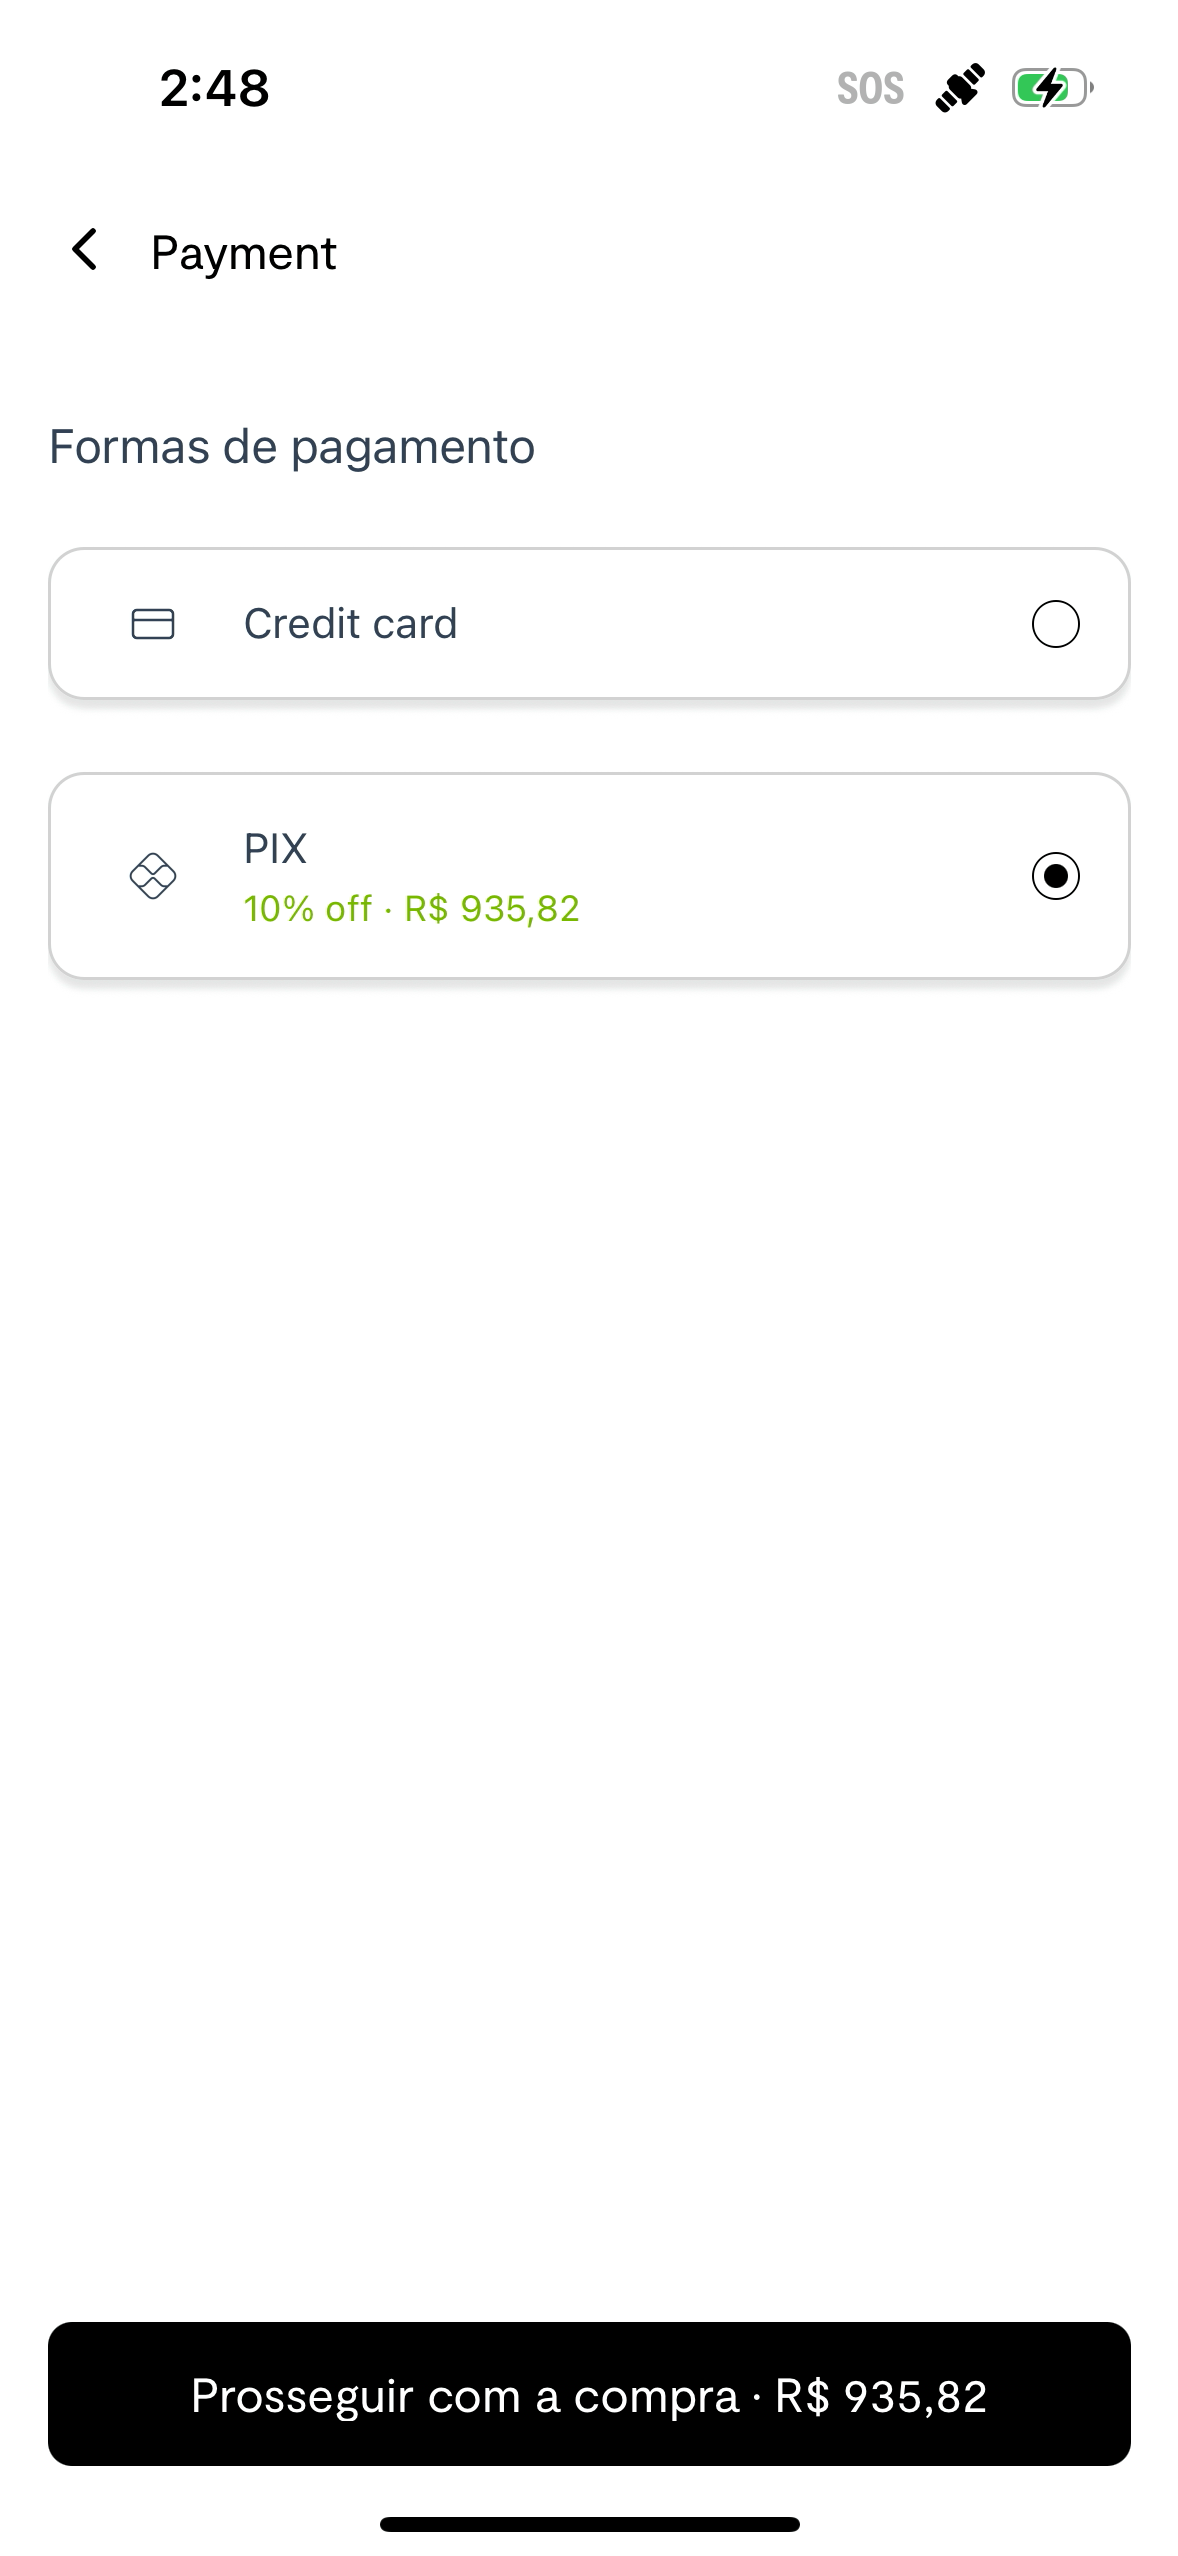 2:48
SOS
Payment
Formas de pagamento
Credit card
PIX
10% off · R$ 935,82
Prosseguir com a compra · R$ 935,82